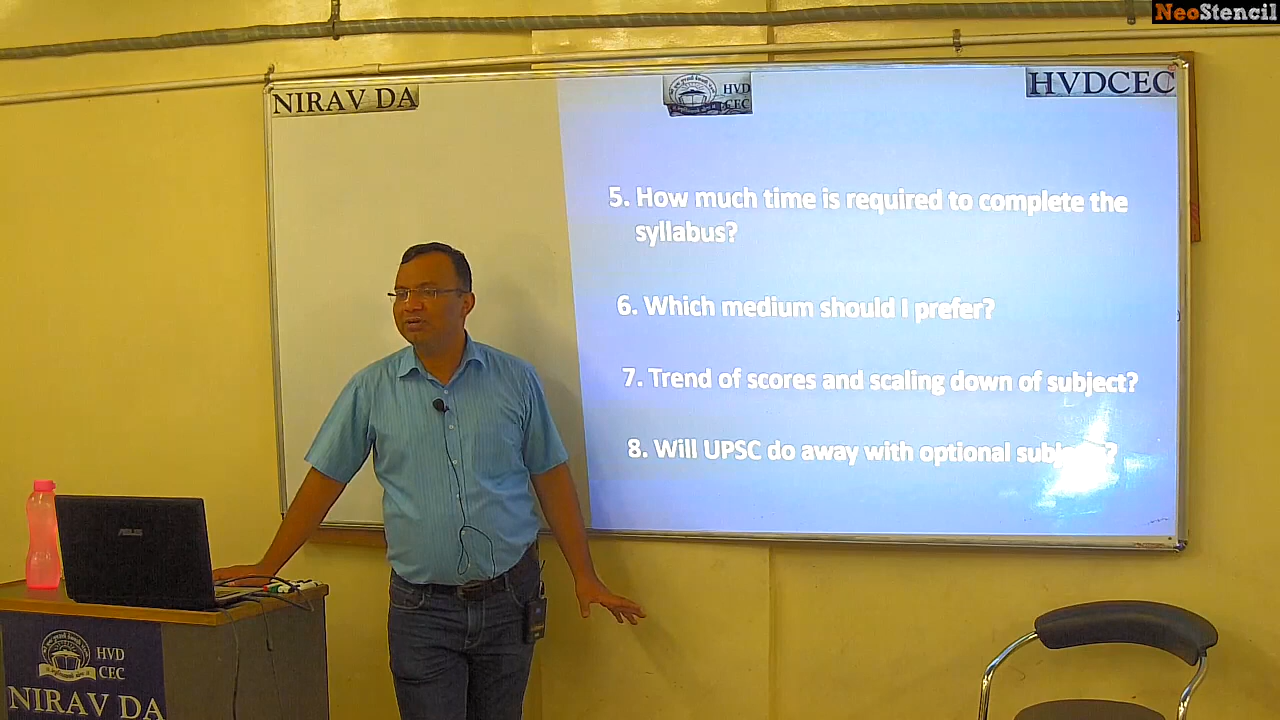 NeoStencil
NIRAV DA
HVD
CEC
HVDCEC
5. How much time is required to complete the
syllabus?
6. Which medium should I prefer?
7. Trend of scores and scaling down of subject?
8. Will UPSC do away with optional
ASUS
HVD
CEC
NIRAV DA